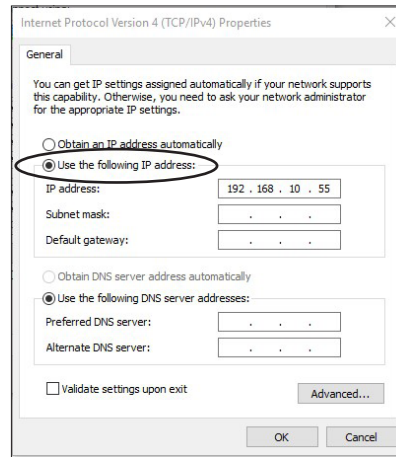 Internet Protocol Version 4 (TCP/IPv4) Properties
General
You can get IP settings assigned automatically if your network supports
this capability. Otherwise, you need to ask your network administrator
for the appropriate IP settings.
Obtain an IP address automatically
Use the following IP address:
IP address: 192 . 168 . 10 . 55
Subnet mask: . . .
Default gateway: . . .
Obtain DNS server address automatically
Use the following DNS server addresses:
Preferred DNS server: . . .
Alternate DNS server: . . .
Validate settings upon exit
Advanced...
OK Cancel